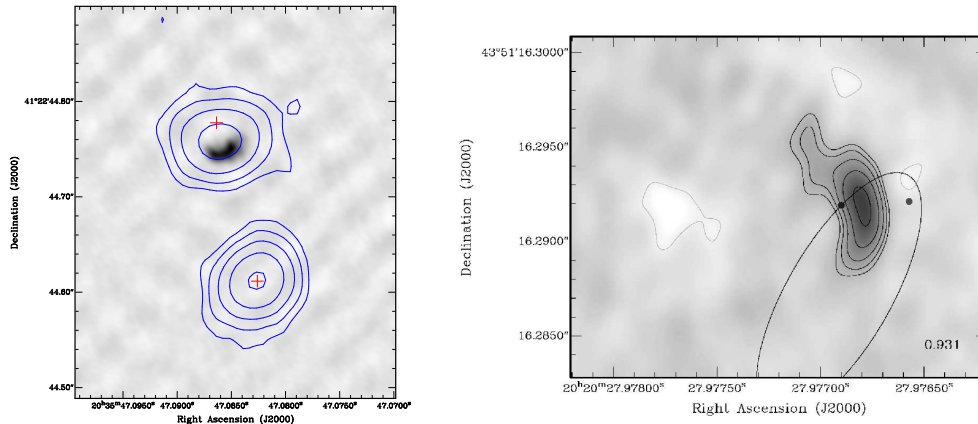 41°22'44.80"
44.70"
44.60"
44.50"
Declination (J2000)
20ʰ35ᵐ47.0950ˢ 47.0900ˢ 47.0850ˢ 47.0800ˢ 47.0750ˢ 47.0700ˢ
Right Ascension (J2000)
43°51'16.3000"
16.2950"
16.2900"
16.2850"
Declination (J2000)
0.931
20ʰ20ᵐ27.97800ˢ 27.97750ˢ 27.97700ˢ 27.97650ˢ
Right Ascension (J2000)